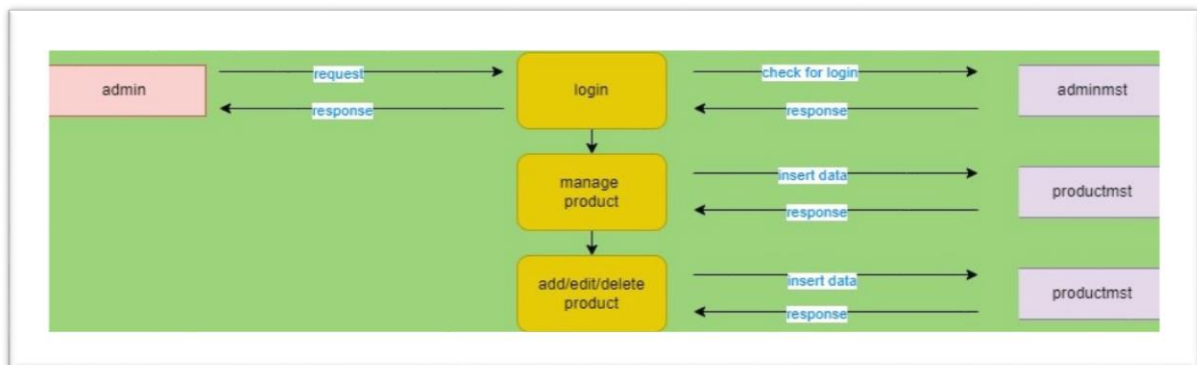 request
admin
login
check for login
adminmst
response
response
manage
product
insert data
productmst
response
add/edit/delete
product
insert data
productmst
response